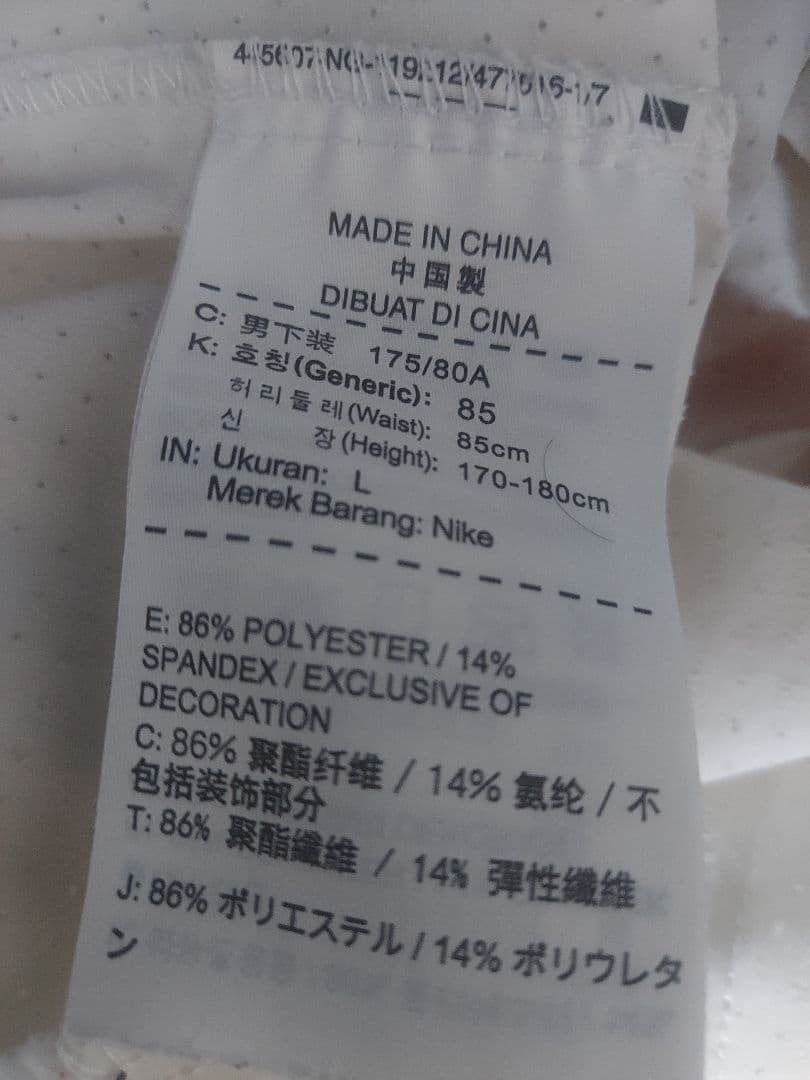 MADE IN CHINA
中国製
DIBUAT DI CINA
C: 男下装 175/80A
K: 호칭(Generic): 85
허리둘레(Waist): 85cm
신 장(Height): 170-180cm
IN: Ukuran: L
Merek Barang: Nike
E: 86% POLYESTER / 14%
SPANDEX / EXCLUSIVE OF
DECORATION
C: 86% 聚酯纤维 / 14% 氨纶 / 不
包括装饰部分
T: 86% 聚酯纖維 / 14% 彈性纖維
J: 86% ポリエステル / 14% ポリウレタ
ン